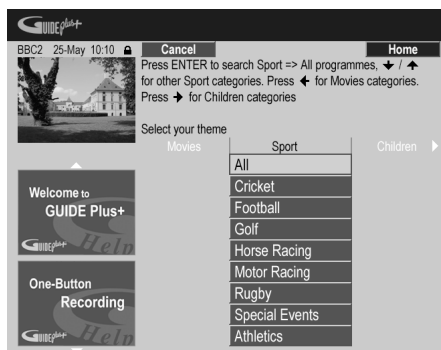 GUIDE plus+
BBC2 25-May 10:10
Cancel
Home
Press ENTER to search Sport => All programmes, ↓ / ↑
for other Sport categories. Press ← for Movies categories.
Press → for Children categories
Select your theme
Movies
Sport
Children
All
Cricket
Football
Golf
Horse Racing
Motor Racing
Rugby
Special Events
Athletics
Welcome to
GUIDE Plus+
GUIDE plus+ Help
One-Button
Recording
GUIDE plus+ Help